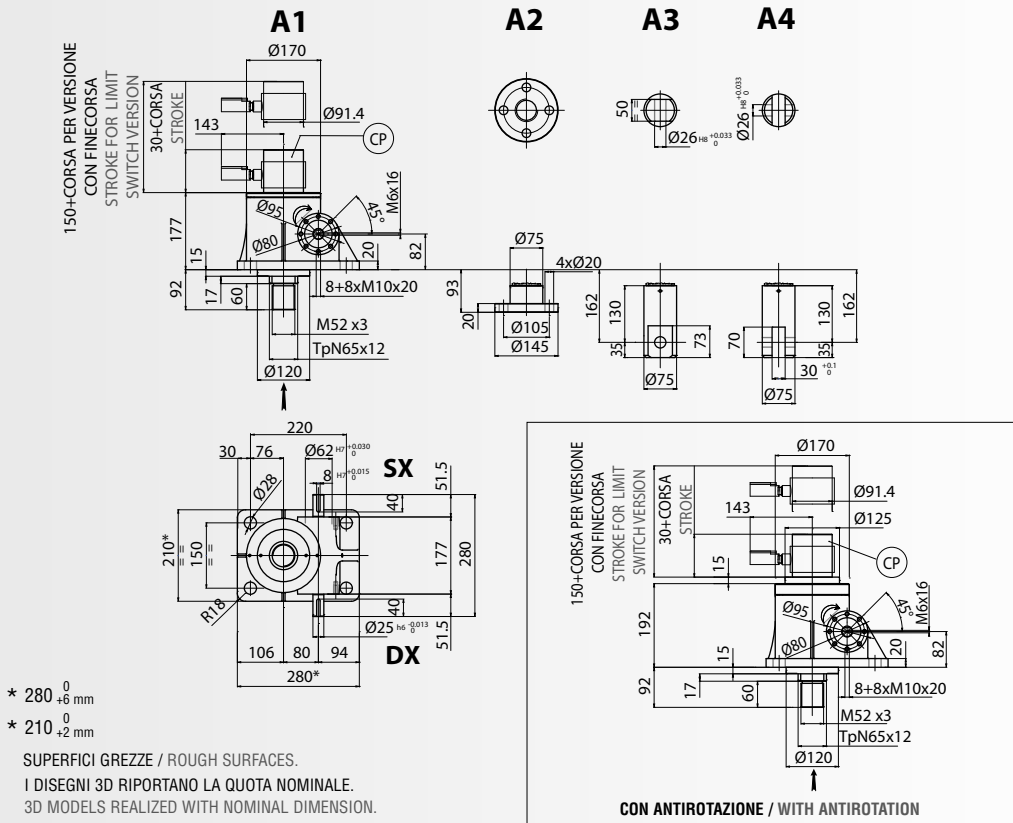 A1
A2
A3
A4
150+CORSA PER VERSIONE
CON FINECORSA
STROKE FOR LIMIT
SWITCH VERSION
30+CORSA
STROKE
Ø170
Ø91.4
143
CP
177
Ø95
Ø80
45°
M6x16
20
82
15
92
17
60
8+8xM10x20
M52 x3
TpN65x12
Ø120
Ø75
4xØ20
93
20
Ø105
Ø145
50
=
=
Ø26 H8 +0.033
0
162
130
35
73
Ø75
Ø26 H8 +0.033
0
70
130
35
162
30 +0.1
0
Ø75
220
30
76
Ø62 H7 +0.030
0
SX
8 H7 +0.015
0
51.5
40
Ø28
210*
=
=
150
=
=
177
280
R18
40
Ø25 h6 -0.013
0
51.5
DX
106
80
94
280*
150+CORSA PER VERSIONE
CON FINECORSA
STROKE FOR LIMIT
SWITCH VERSION
30+CORSA
STROKE
Ø170
Ø91.4
143
Ø125
CP
15
192
Ø95
Ø80
45°
M6x16
20
82
15
92
17
60
8+8xM10x20
M52 x3
TpN65x12
Ø120
CON ANTIROTAZIONE / WITH ANTIROTATION
* 280 0
+6 mm
* 210 0
+2 mm
SUPERFICI GREZZE / ROUGH SURFACES.
I DISEGNI 3D RIPORTANO LA QUOTA NOMINALE.
3D MODELS REALIZED WITH NOMINAL DIMENSION.